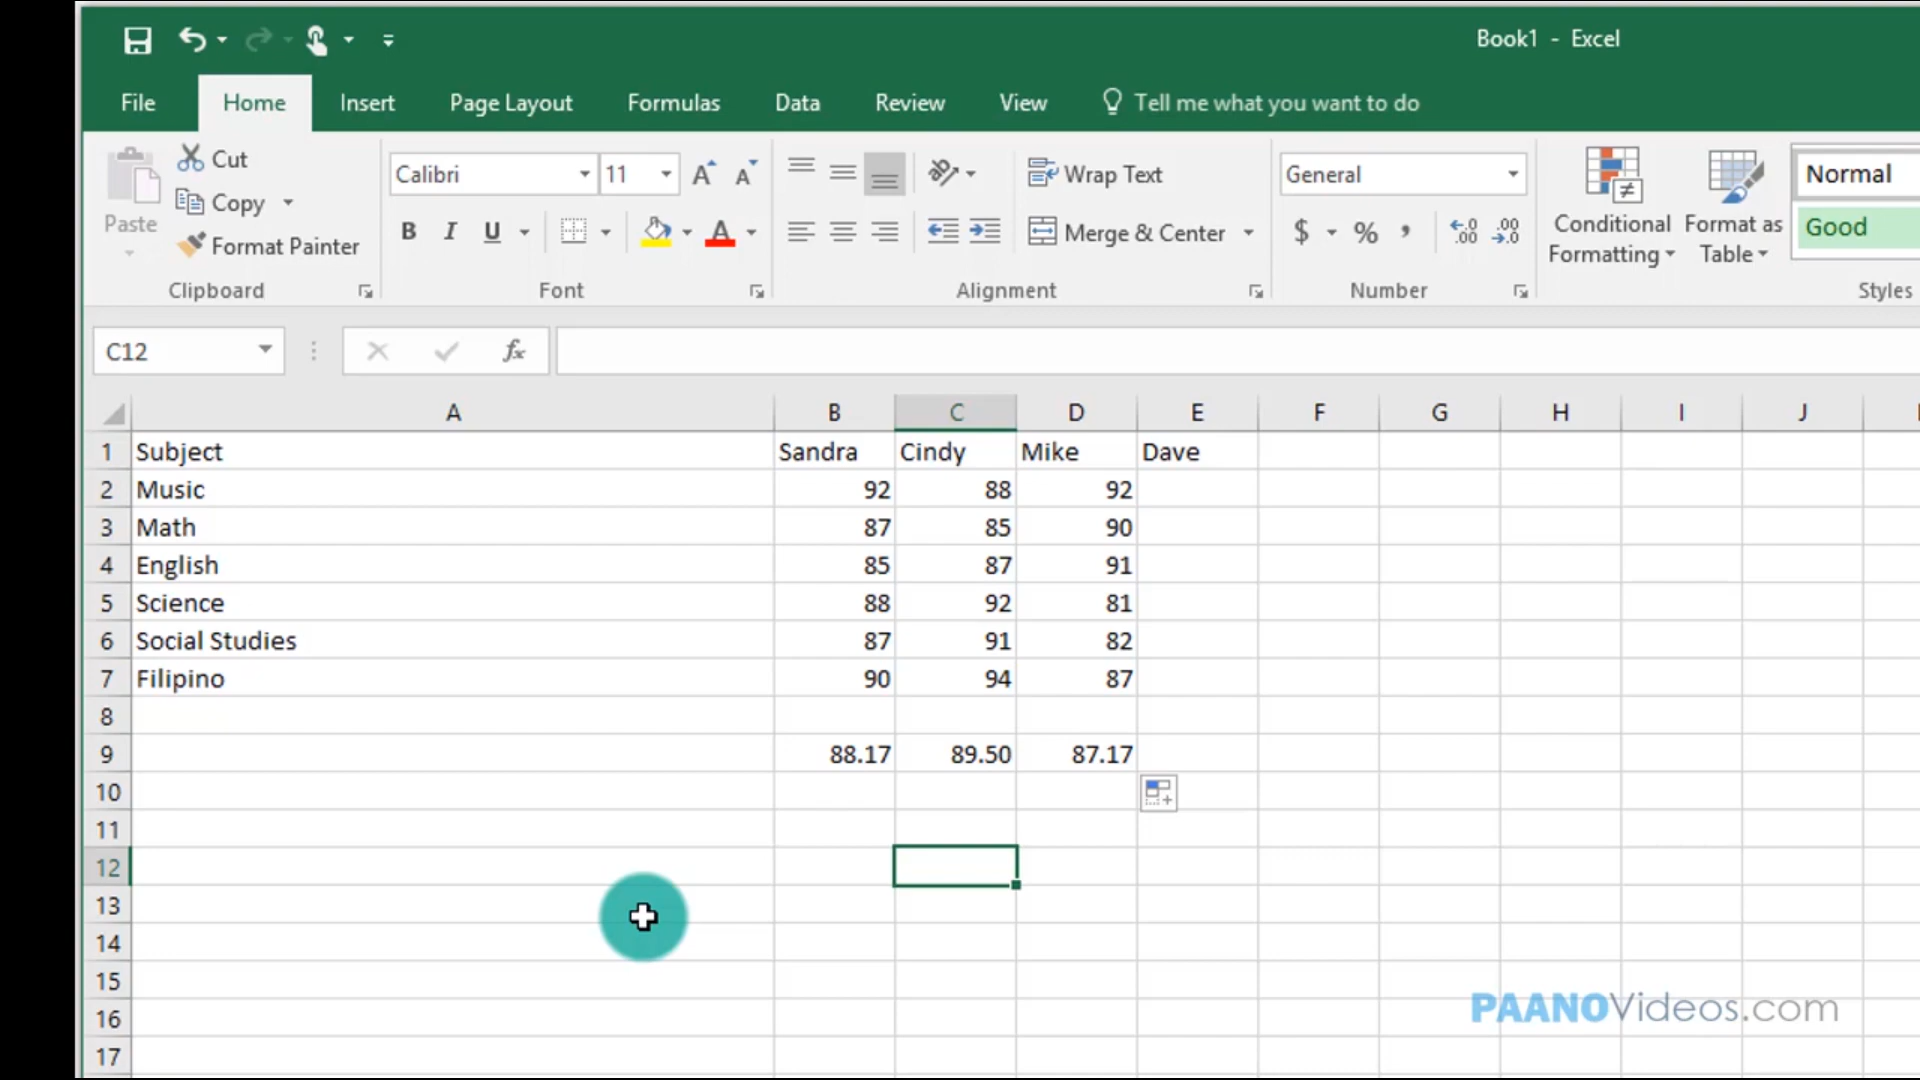 Book1 - Excel
File Home Insert Page Layout Formulas Data Review View Tell me what you want to do
Cut
Copy
Format Painter
Paste
Clipboard
Calibri 11
B I U A
Font
Wrap Text
Merge & Center
Alignment
General
$ % , .00 .00
Number
Conditional Formatting
Format as Table
Normal
Good
Styles
C12 fx
A B C D E F G H I J
1 Subject Sandra Cindy Mike Dave
2 Music 92 88 92
3 Math 87 85 90
4 English 85 87 91
5 Science 88 92 81
6 Social Studies 87 91 82
7 Filipino 90 94 87
8
9 88.17 89.50 87.17
10
11
12
13
14
15
16
17
PAANOVideos.com